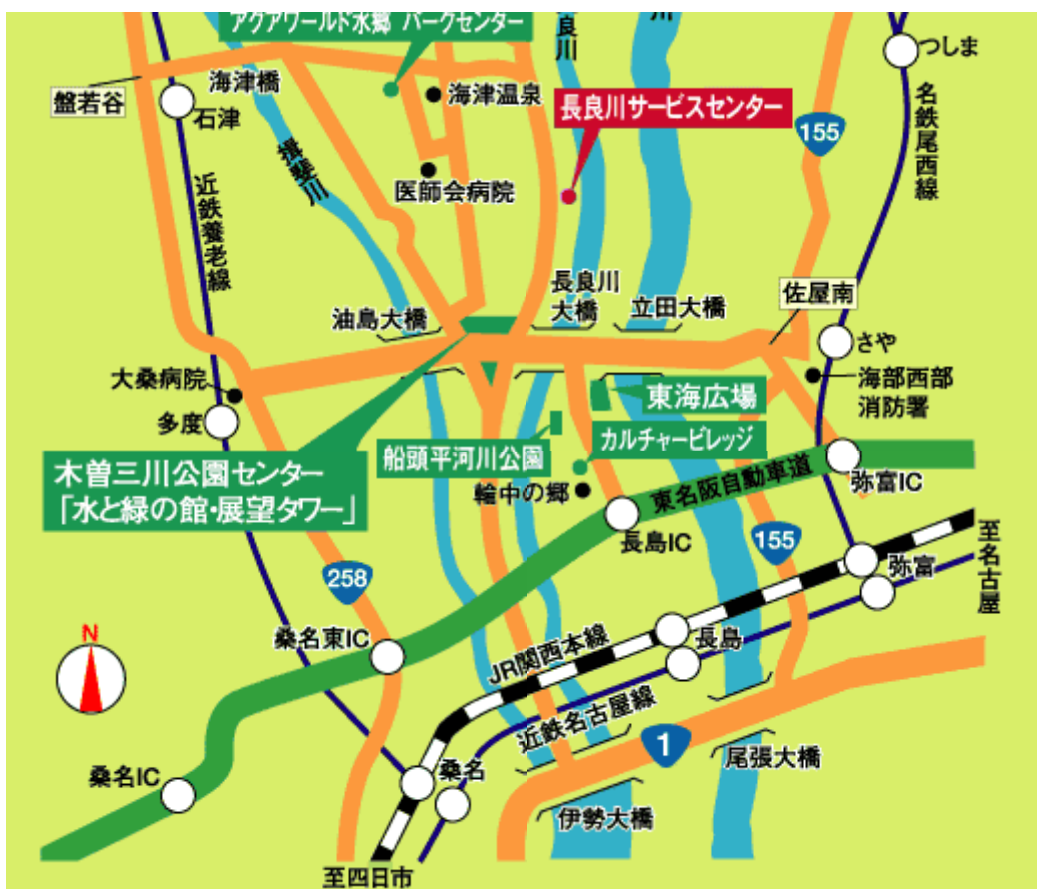 アクアワールド水郷 パークセンター
良川
川
つしま
盤若谷
海津橋
石津
海津温泉
長良川サービスセンター
155
名鉄尾西線
揖斐川
医師会病院
近鉄養老線
油島大橋
長良川
大橋
立田大橋
佐屋南
さや
大桑病院
多度
海部西部
消防署
東海広場
カルチャービレッジ
船頭平河川公園
木曽三川公園センター
「水と緑の館・展望タワー」
輪中の郷
東名阪自動車道
弥富IC
長島IC
155
至名古屋
弥富
258
桑名東IC
N
JR関西本線
長島
近鉄名古屋線
1
尾張大橋
桑名IC
桑名
伊勢大橋
至四日市